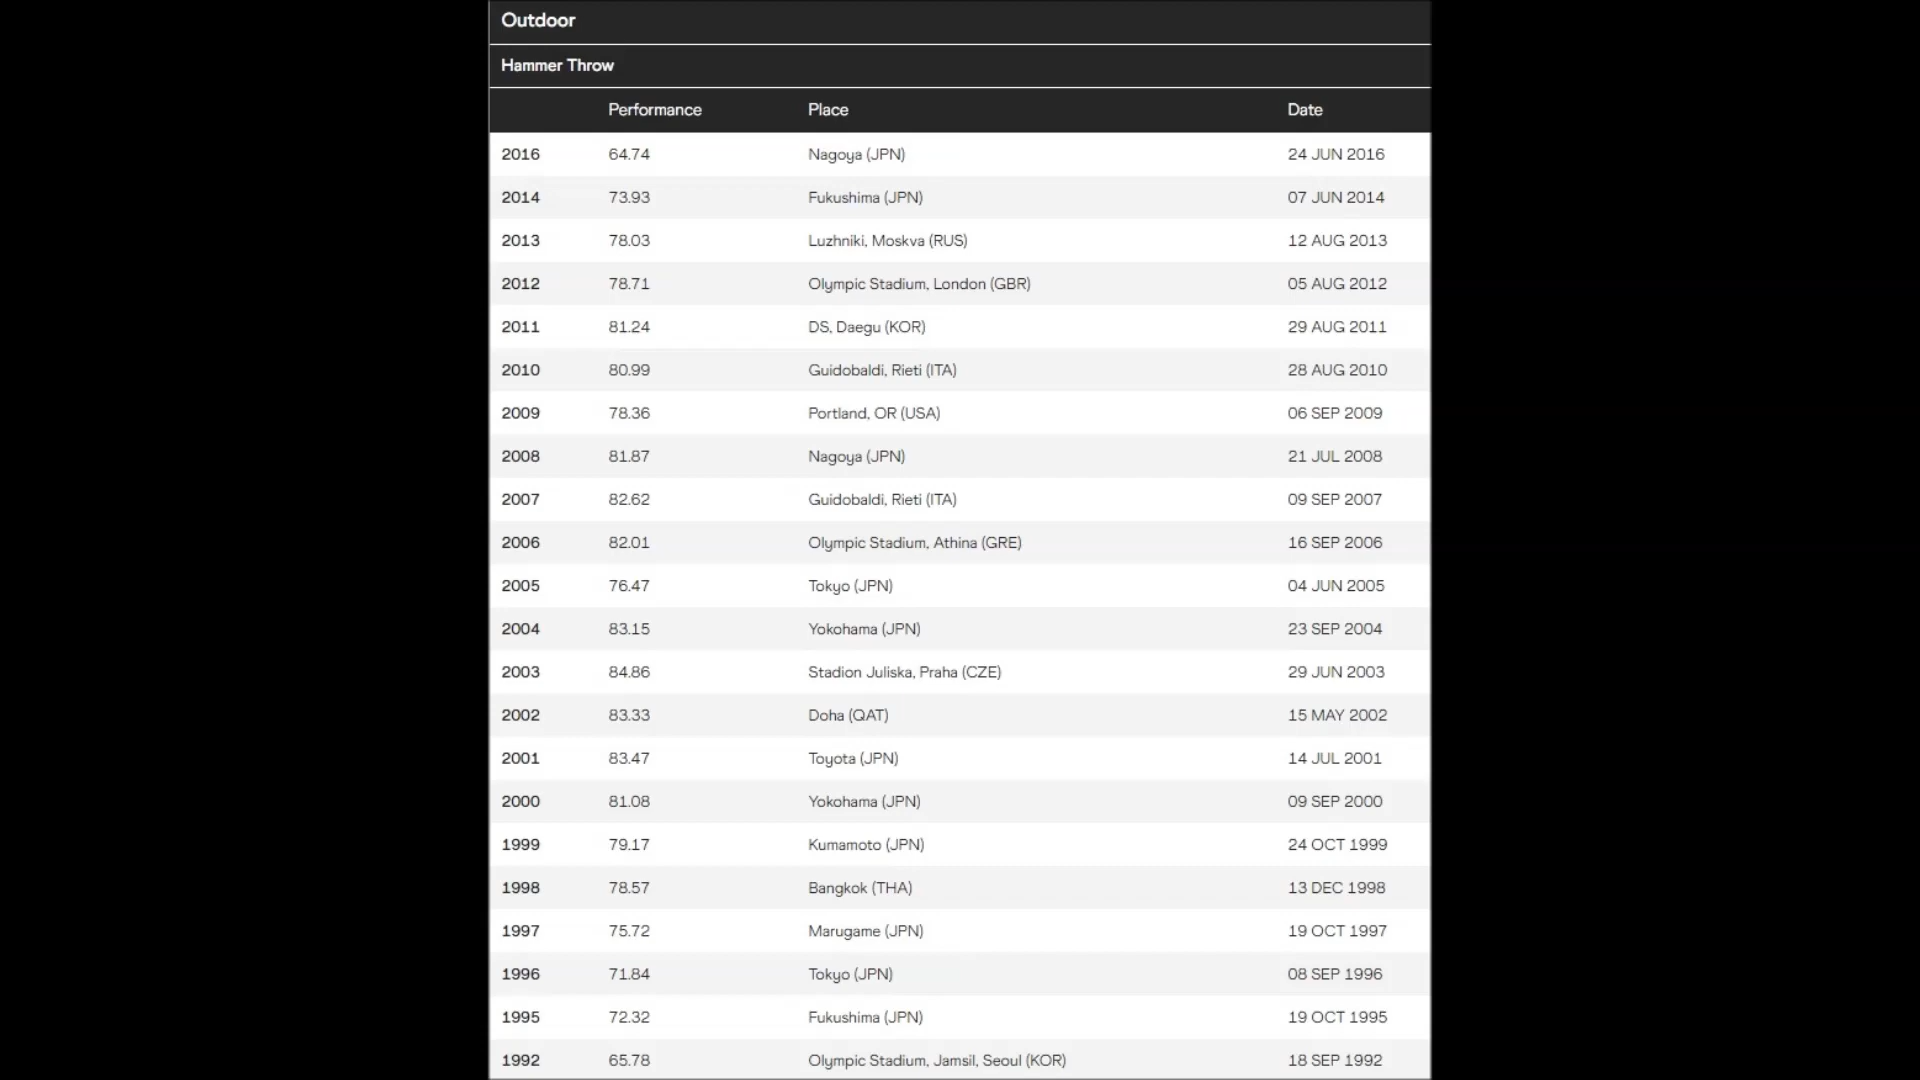 Outdoor
Hammer Throw
Performance Place Date
2016 64.74 Nagoya (JPN) 24 JUN 2016
2014 73.93 Fukushima (JPN) 07 JUN 2014
2013 78.03 Luzhniki, Moskva (RUS) 12 AUG 2013
2012 78.71 Olympic Stadium, London (GBR) 05 AUG 2012
2011 81.24 DS, Daegu (KOR) 29 AUG 2011
2010 80.99 Guidobaldi, Rieti (ITA) 28 AUG 2010
2009 78.36 Portland, OR (USA) 06 SEP 2009
2008 81.87 Nagoya (JPN) 21 JUL 2008
2007 82.62 Guidobaldi, Rieti (ITA) 09 SEP 2007
2006 82.01 Olympic Stadium, Athina (GRE) 16 SEP 2006
2005 76.47 Tokyo (JPN) 04 JUN 2005
2004 83.15 Yokohama (JPN) 23 SEP 2004
2003 84.86 Stadion Juliska, Praha (CZE) 29 JUN 2003
2002 83.33 Doha (QAT) 15 MAY 2002
2001 83.47 Toyota (JPN) 14 JUL 2001
2000 81.08 Yokohama (JPN) 09 SEP 2000
1999 79.17 Kumamoto (JPN) 24 OCT 1999
1998 78.57 Bangkok (THA) 13 DEC 1998
1997 75.72 Marugame (JPN) 19 OCT 1997
1996 71.84 Tokyo (JPN) 08 SEP 1996
1995 72.32 Fukushima (JPN) 19 OCT 1995
1992 65.78 Olympic Stadium, Jamsil, Seoul (KOR) 18 SEP 1992